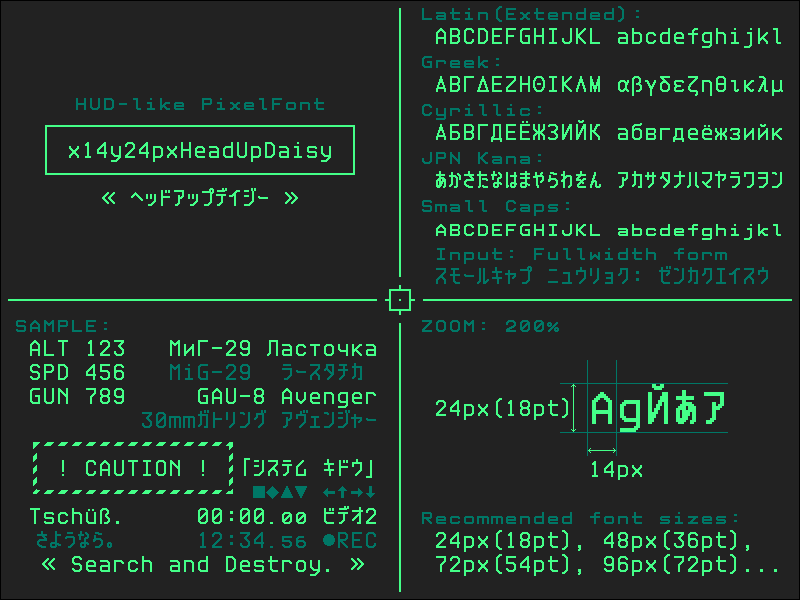 HUD-like PixelFont
x14y24pxHeadUpDaisy
« ヘッドアップデイジー »
Latin(Extended):
ABCDEFGHIJKL abcdefghijkl
Greek:
ΑΒΓΔΕΖΗΘΙΚΛΜ αβγδεζηθικλμ
Cyrillic:
АБВГДЕЁЖЗИЙК абвгдеёжзийк
JPN Kana:
あかさたなはまやらわをん アカサタナハマヤラワヲン
Small Caps:
ABCDEFGHIJKL abcdefghijkl
Input: Fullwidth form
スモールキャプ ニュウリョク: ゼンカクエイスウ
SAMPLE:
ALT 123 МиГ-29 Ласточка
SPD 456 MiG-29 ラースタチカ
GUN 789 GAU-8 Avenger
30mmガトリング アヴェンジャー
! CAUTION ! 「システム キドウ」
■◆▲▼ ←↑→↓
Tschüß. 00:00.00 ビデオ2
さようなら。 12:34.56 ●REC
« Search and Destroy. »
ZOOM: 200%
24px(18pt) AgЙあア
14px
Recommended font sizes:
24px(18pt), 48px(36pt),
72px(54pt), 96px(72pt)...